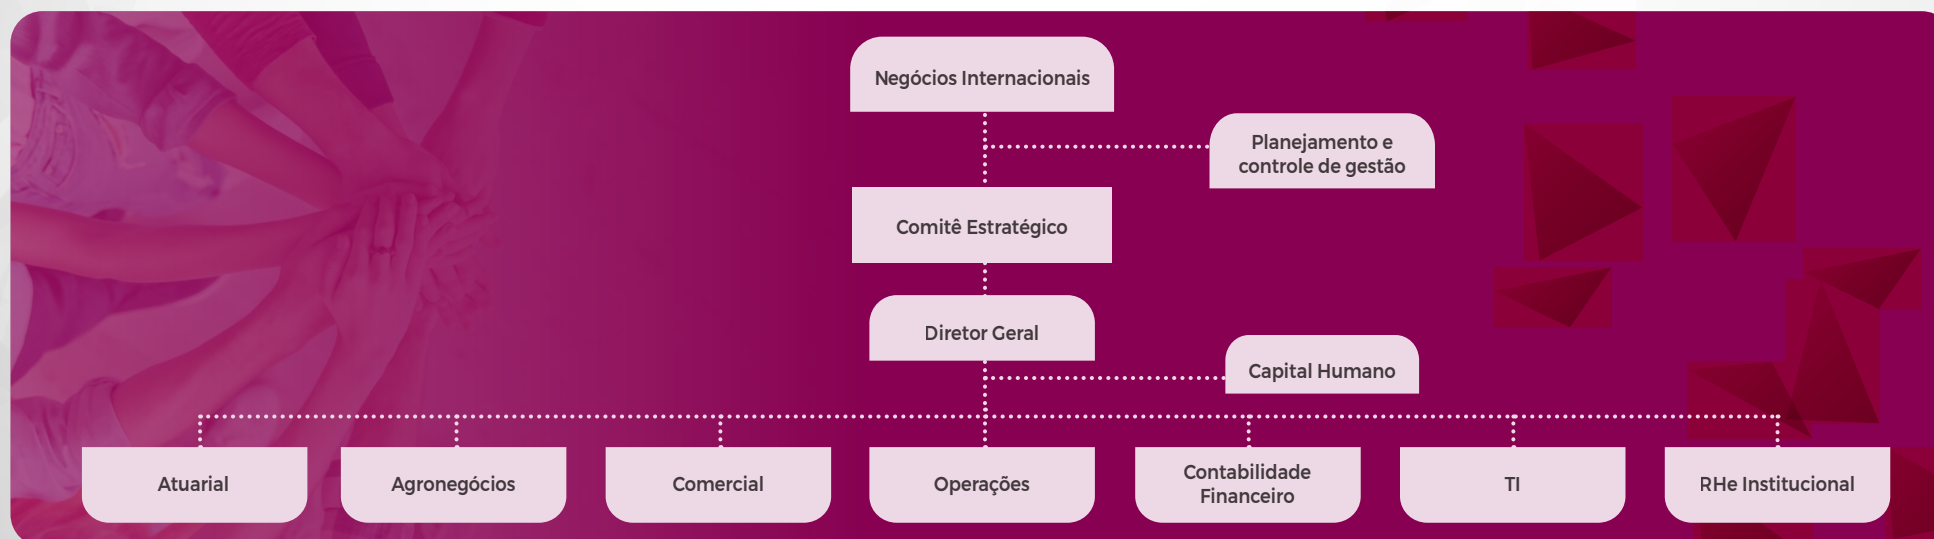 Negócios Internacionais
Planejamento e
controle de gestão
Comitê Estratégico
Diretor Geral
Capital Humano
Atuarial
Agronegócios
Comercial
Operações
Contabilidade
Financeiro
TI
RHe Institucional